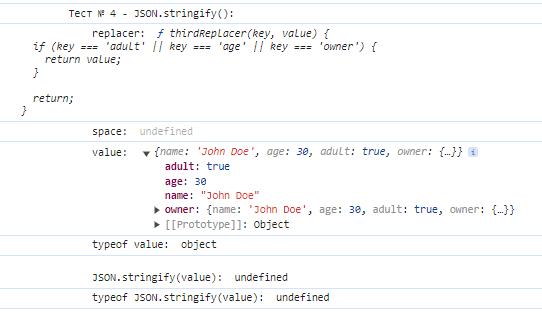 Тест № 4 - JSON.stringify():
replacer: ƒ thirdReplacer(key, value) {
if (key === 'adult' || key === 'age' || key === 'owner') {
return value;
}
return;
}
space: undefined
value: ▼ {name: 'John Doe', age: 30, adult: true, owner: {…}} i
adult: true
age: 30
name: "John Doe"
▶ owner: {name: 'John Doe', age: 30, adult: true, owner: {…}}
▶ [[Prototype]]: Object
typeof value: object
JSON.stringify(value): undefined
typeof JSON.stringify(value): undefined